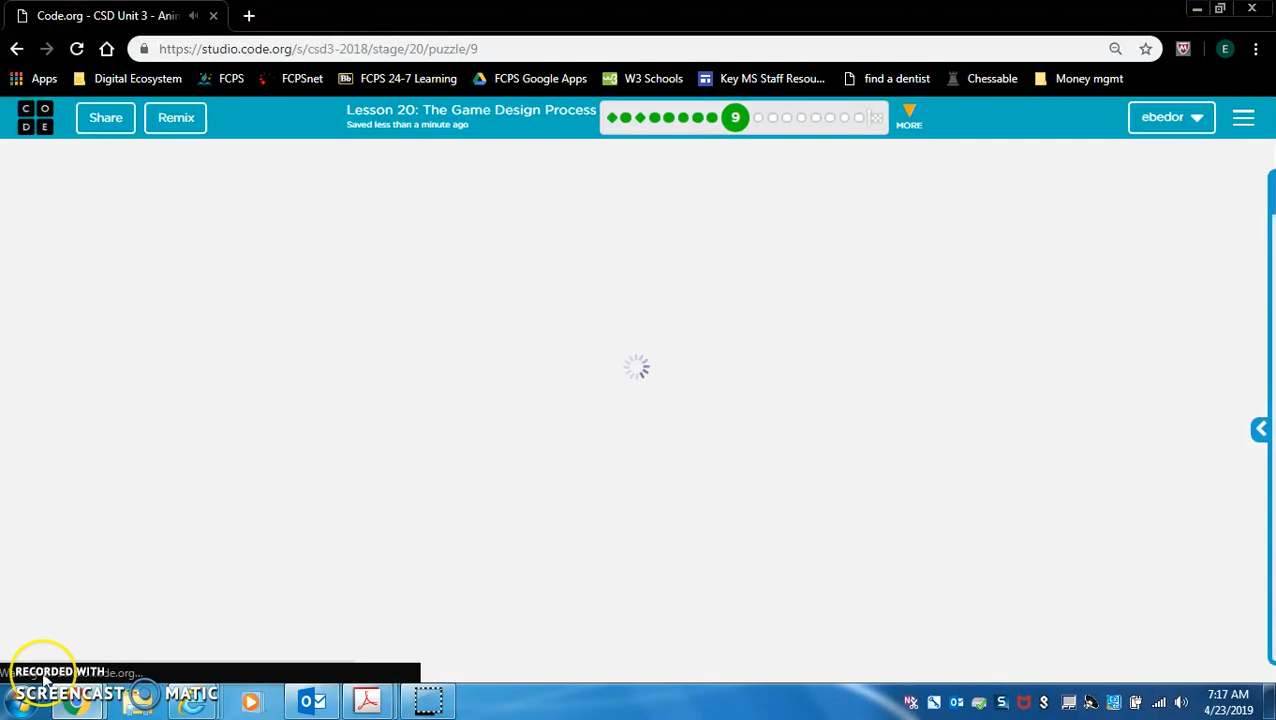 Code.org - CSD Unit 3 - Ani
https://studio.code.org/s/csd3-2018/stage/20/puzzle/9
E
Apps Digital Ecosystem FCPS FCPSnet Bb FCPS 24-7 Learning FCPS Google Apps W3 Schools Key MS Staff Resou... find a dentist Chessable Money mgmt
C O D E
Share
Remix
Lesson 20: The Game Design Process
Saved less than a minute ago
9
MORE
ebedor
RECORDED WITH
de.org...
SCREENCAST MATIC
7:17 AM
4/23/2019